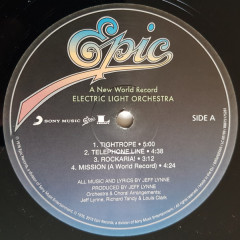 Epic
A New World Record
ELECTRIC LIGHT ORCHESTRA
SONY MUSIC
SIDE A
1. TIGHTROPE • 5:00
2. TELEPHONE LINE • 4:38
3. ROCKARIA! • 3:12
4. MISSION (A World Record) • 4:24
ALL MUSIC AND LYRICS BY JEFF LYNNE
PRODUCED BY JEFF LYNNE
Orchestra & Choral Arrangements:
Jeff Lynne, Richard Tandy & Louis Clark